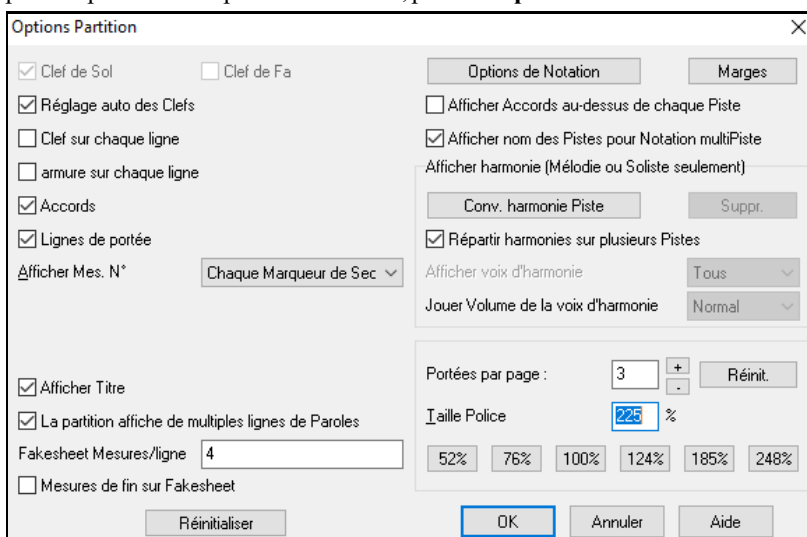 Options Partition
Clef de Sol
Clef de Fa
Réglage auto des Clefs
Clef sur chaque ligne
armure sur chaque ligne
Accords
Lignes de portée
Afficher Mes. N°
Chaque Marqueur de Sec
Afficher Titre
La partition affiche de multiples lignes de Paroles
Fakesheet Mesures/ligne
4
Mesures de fin sur Fakesheet
Réinitialiser
Options de Notation
Marges
Afficher Accords au-dessus de chaque Piste
Afficher nom des Pistes pour Notation multiPiste
Afficher harmonie (Mélodie ou Soliste seulement)
Conv. harmonie Piste
Suppr.
Répartir harmonies sur plusieurs Pistes
Afficher voix d'harmonie
Tous
Jouer Volume de la voix d'harmonie
Normal
Portées par page :
3
+
-
Réinit.
Taille Police
225
%
52%
76%
100%
124%
185%
248%
OK
Annuler
Aide